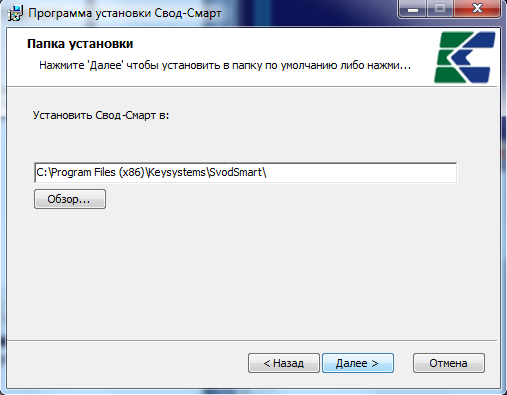 Программа установки Свод-Смарт
Папка установки
Нажмите 'Далее' чтобы установить в папку по умолчанию либо нажми...
Установить Свод-Смарт в:
C:\Program Files (x86)\Keysystems\SvodSmart\
Обзор...
< Назад
Далее >
Отмена